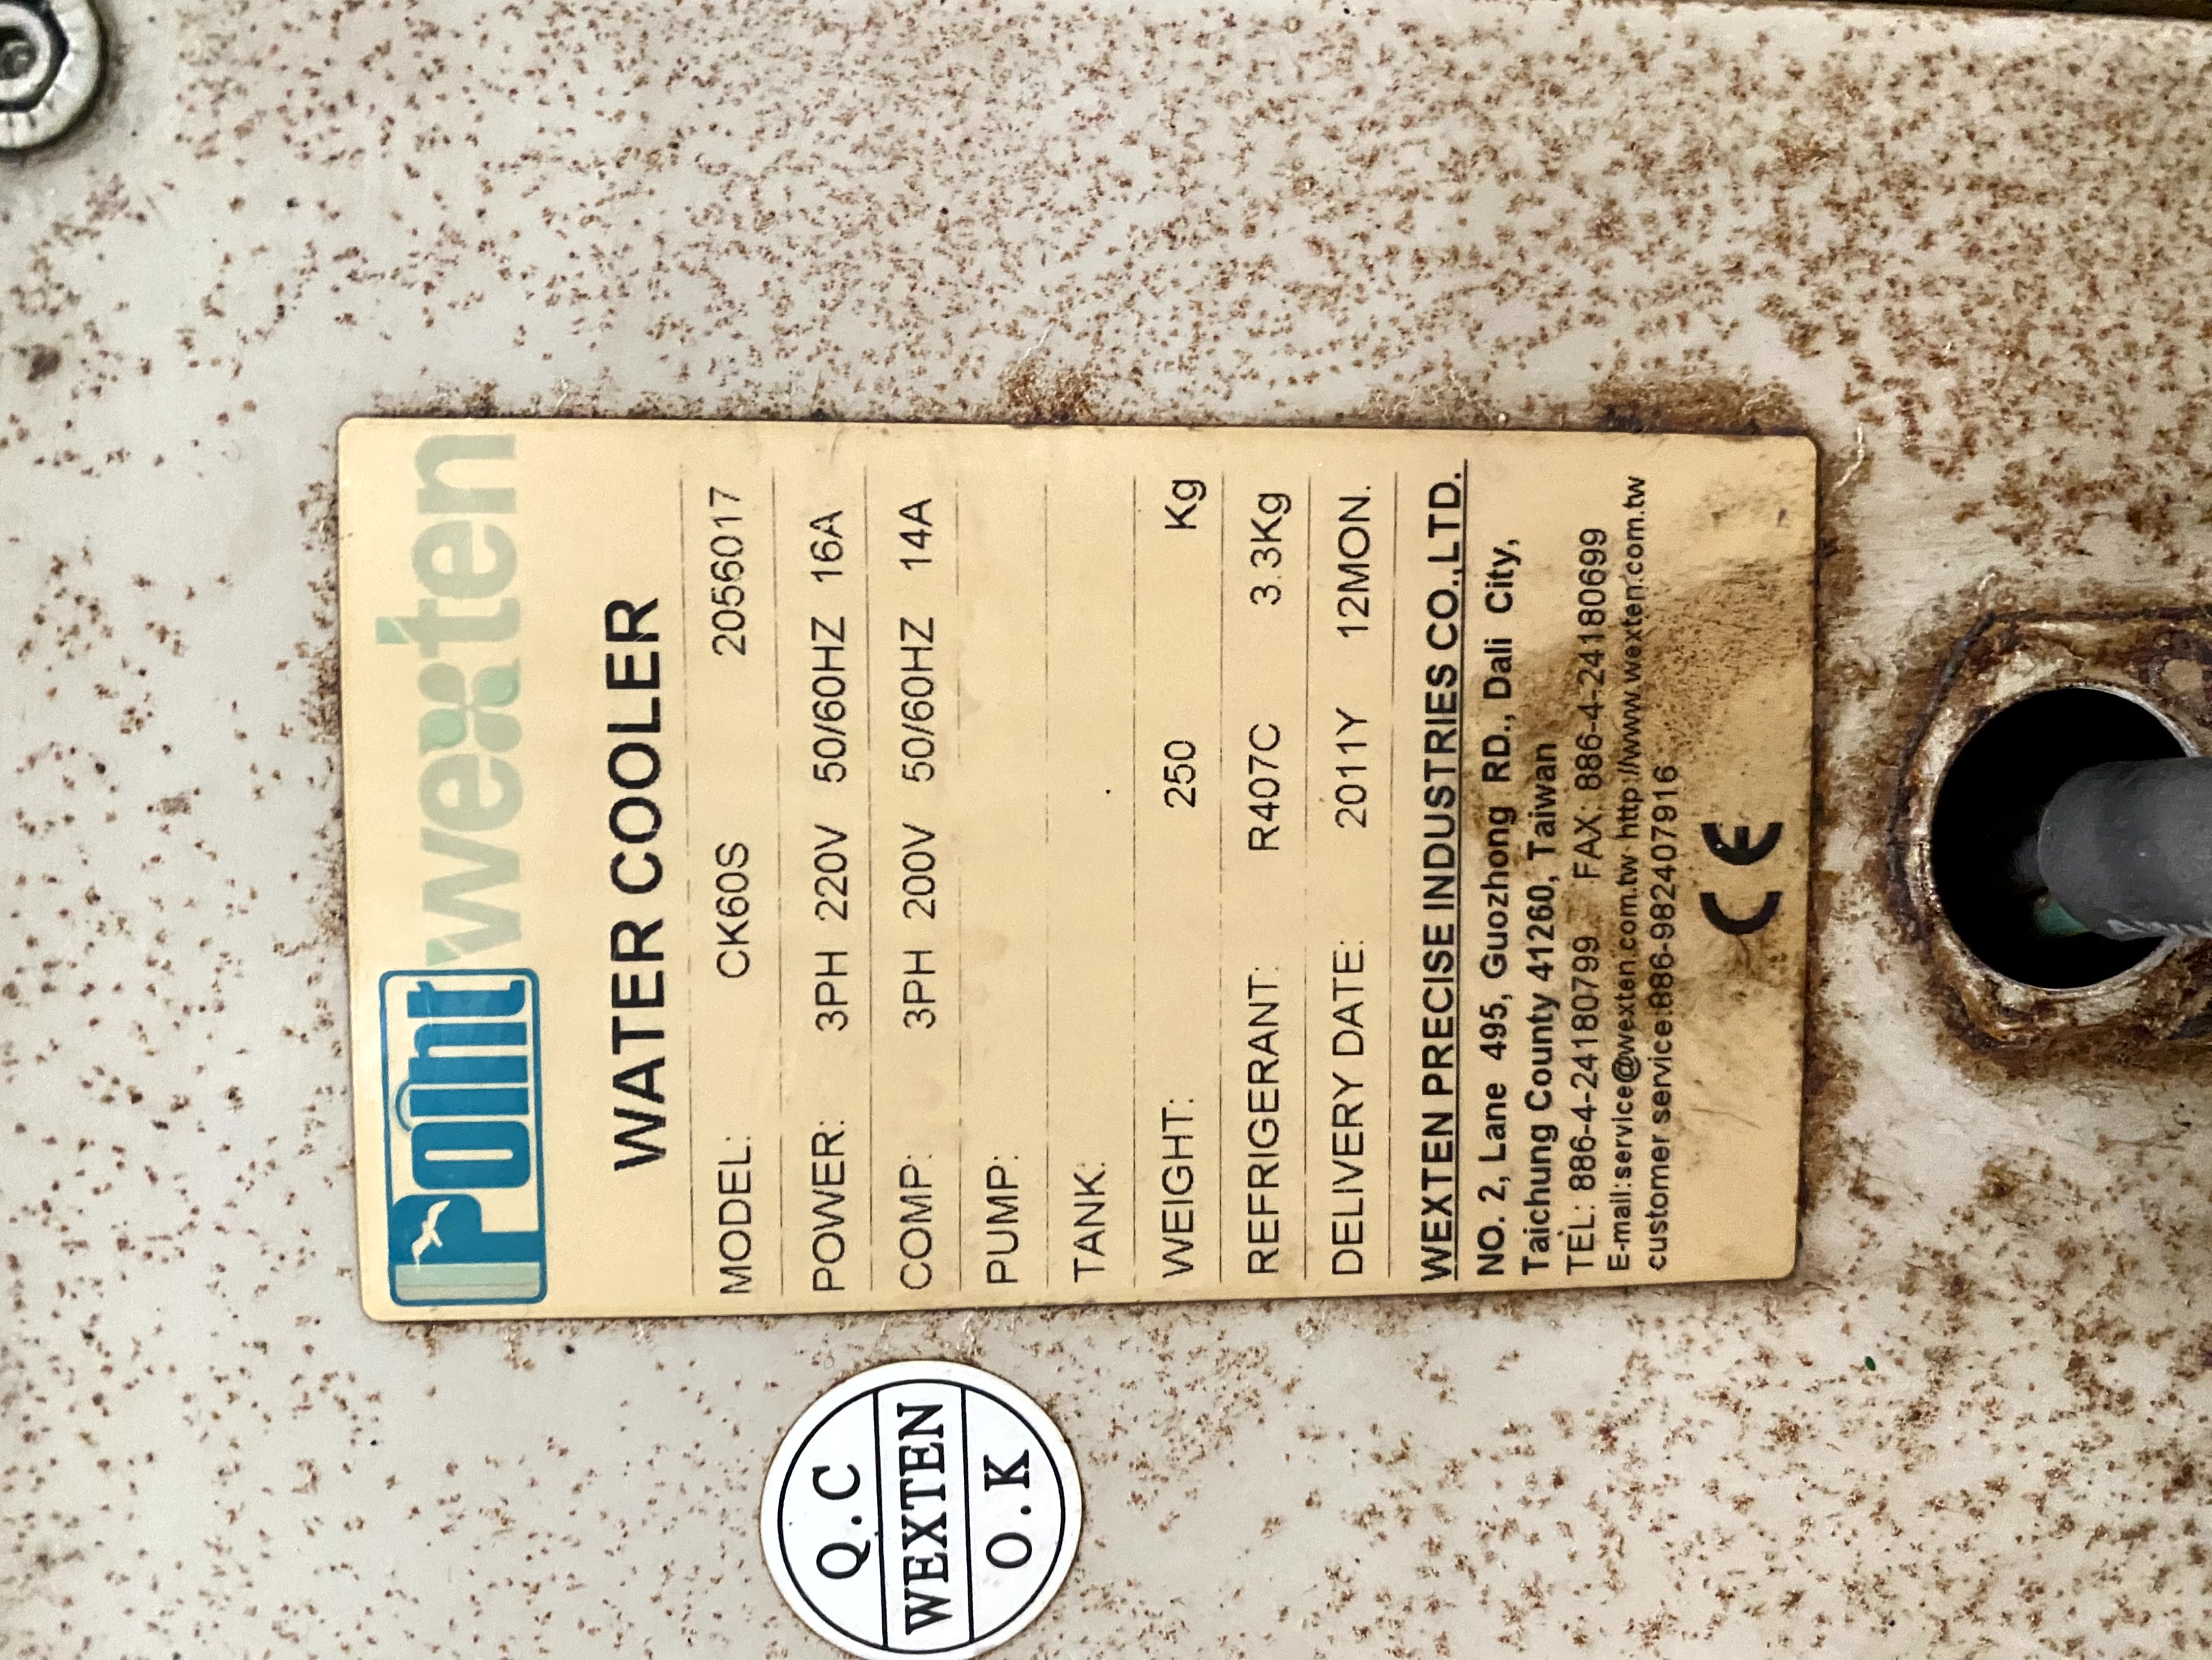 Point wexten
WATER COOLER
MODEL: CK60S 2056017
POWER: 3PH 220V 50/60HZ 16A
COMP: 3PH 200V 50/60HZ 14A
PUMP:
TANK:
WEIGHT: 250 Kg
REFRIGERANT: R407C 3.3Kg
DELIVERY DATE: 2011Y 12MON.
WEXTEN PRECISE INDUSTRIES CO.,LTD.
NO. 2, Lane 495, Guozhong RD., Dali City,
Taichung County 41260, Taiwan
TEL: 886-4-24180799 FAX: 886-4-24180699
E-mail:service@wexten.com.tw http://www.wexten.com.tw
customer service:886-982407916
CE
Q.C
WEXTEN
O.K